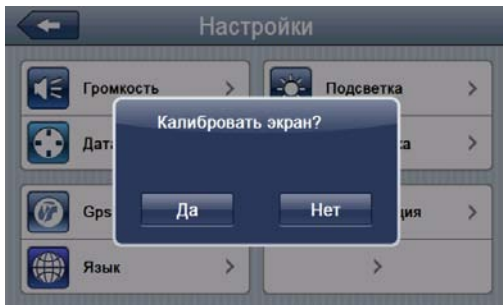 Настройки
Громкость
Подсветка
Калибровать экран?
Да
Нет
Gps
Язык